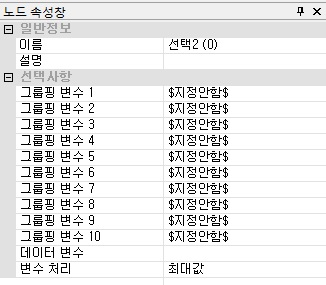 노드 속성창
일반정보
이름 선택2 (0)
설명
선택사항
그룹핑 변수 1 $지정안함$
그룹핑 변수 2 $지정안함$
그룹핑 변수 3 $지정안함$
그룹핑 변수 4 $지정안함$
그룹핑 변수 5 $지정안함$
그룹핑 변수 6 $지정안함$
그룹핑 변수 7 $지정안함$
그룹핑 변수 8 $지정안함$
그룹핑 변수 9 $지정안함$
그룹핑 변수 10 $지정안함$
데이터 변수
변수 처리 최대값